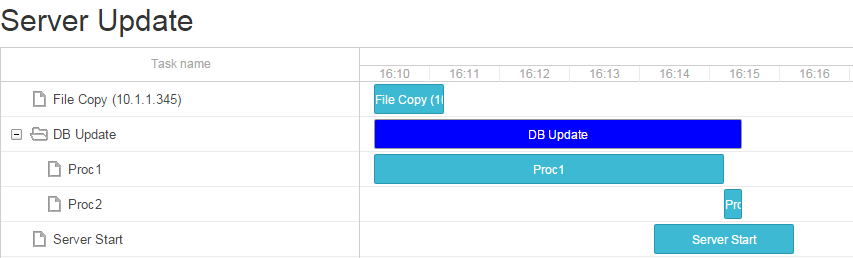 Server Update
Task name
16:10 16:11 16:12 16:13 16:14 16:15 16:16
File Copy (10.1.1.345)
File Copy (10
DB Update
DB Update
Proc1
Proc1
Proc2
Pro
Server Start
Server Start